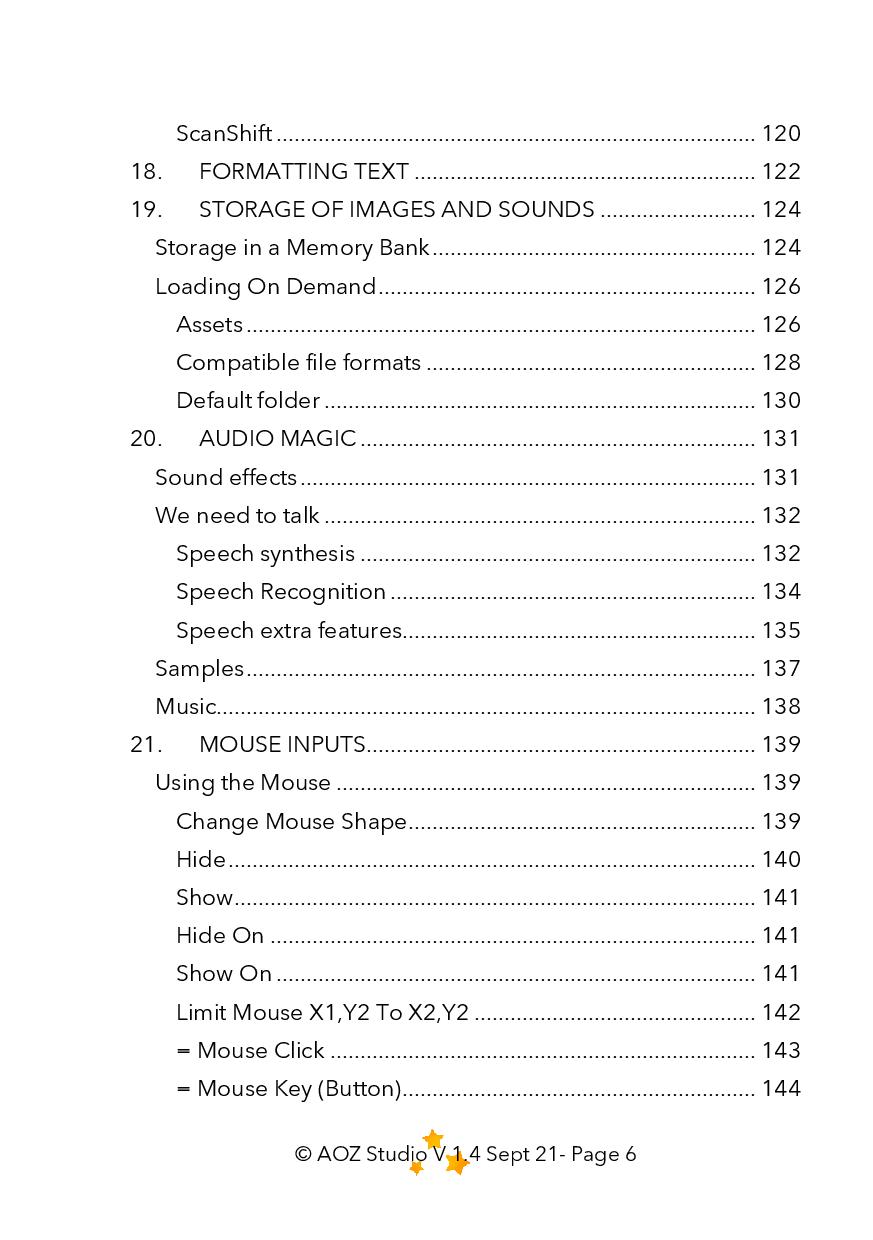 ScanShift ................................................................................ 120
18. FORMATTING TEXT ......................................................... 122
19. STORAGE OF IMAGES AND SOUNDS .......................... 124
Storage in a Memory Bank...................................................... 124
Loading On Demand............................................................... 126
Assets ..................................................................................... 126
Compatible file formats ....................................................... 128
Default folder ........................................................................ 130
20. AUDIO MAGIC .................................................................. 131
Sound effects............................................................................ 131
We need to talk ........................................................................ 132
Speech synthesis .................................................................. 132
Speech Recognition ............................................................. 134
Speech extra features........................................................... 135
Samples..................................................................................... 137
Music.......................................................................................... 138
21. MOUSE INPUTS................................................................. 139
Using the Mouse ...................................................................... 139
Change Mouse Shape.......................................................... 139
Hide........................................................................................ 140
Show....................................................................................... 141
Hide On ................................................................................. 141
Show On ................................................................................ 141
Limit Mouse X1,Y2 To X2,Y2 ............................................... 142
= Mouse Click ....................................................................... 143
= Mouse Key (Button)........................................................... 144
© AOZ Studio V 1.4 Sept 21- Page 6